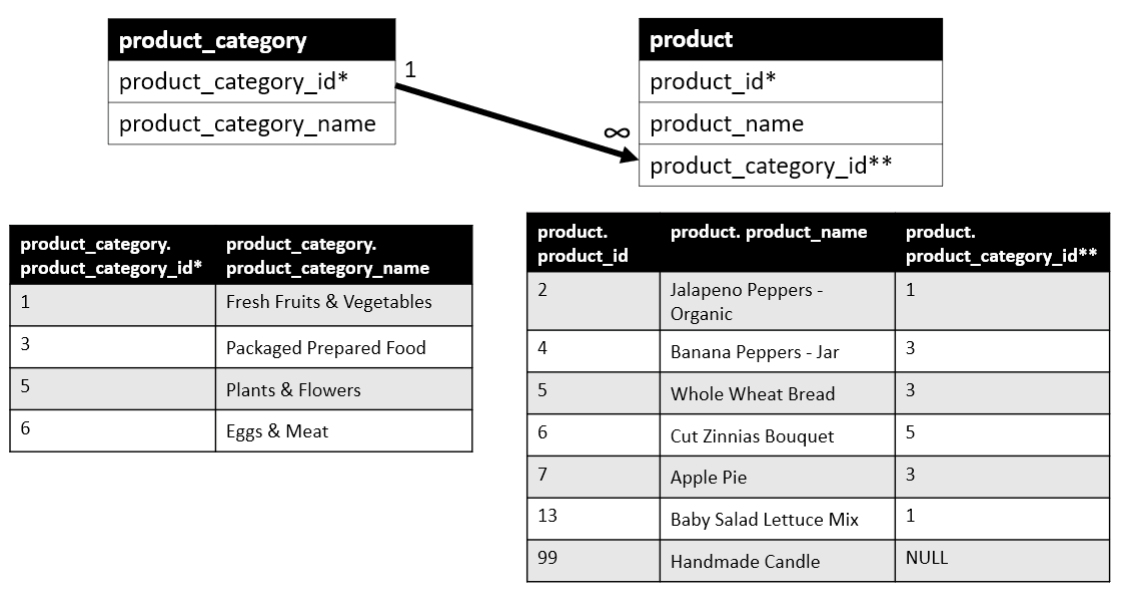 product_category
product_category_id*
product_category_name
1
∞
product
product_id*
product_name
product_category_id**
product_category.
product_category_id*
product_category.
product_category_name
1
Fresh Fruits & Vegetables
3
Packaged Prepared Food
5
Plants & Flowers
6
Eggs & Meat
product.
product_id
product. product_name
product.
product_category_id**
2
Jalapeno Peppers -
Organic
1
4
Banana Peppers - Jar
3
5
Whole Wheat Bread
3
6
Cut Zinnias Bouquet
5
7
Apple Pie
3
13
Baby Salad Lettuce Mix
1
99
Handmade Candle
NULL